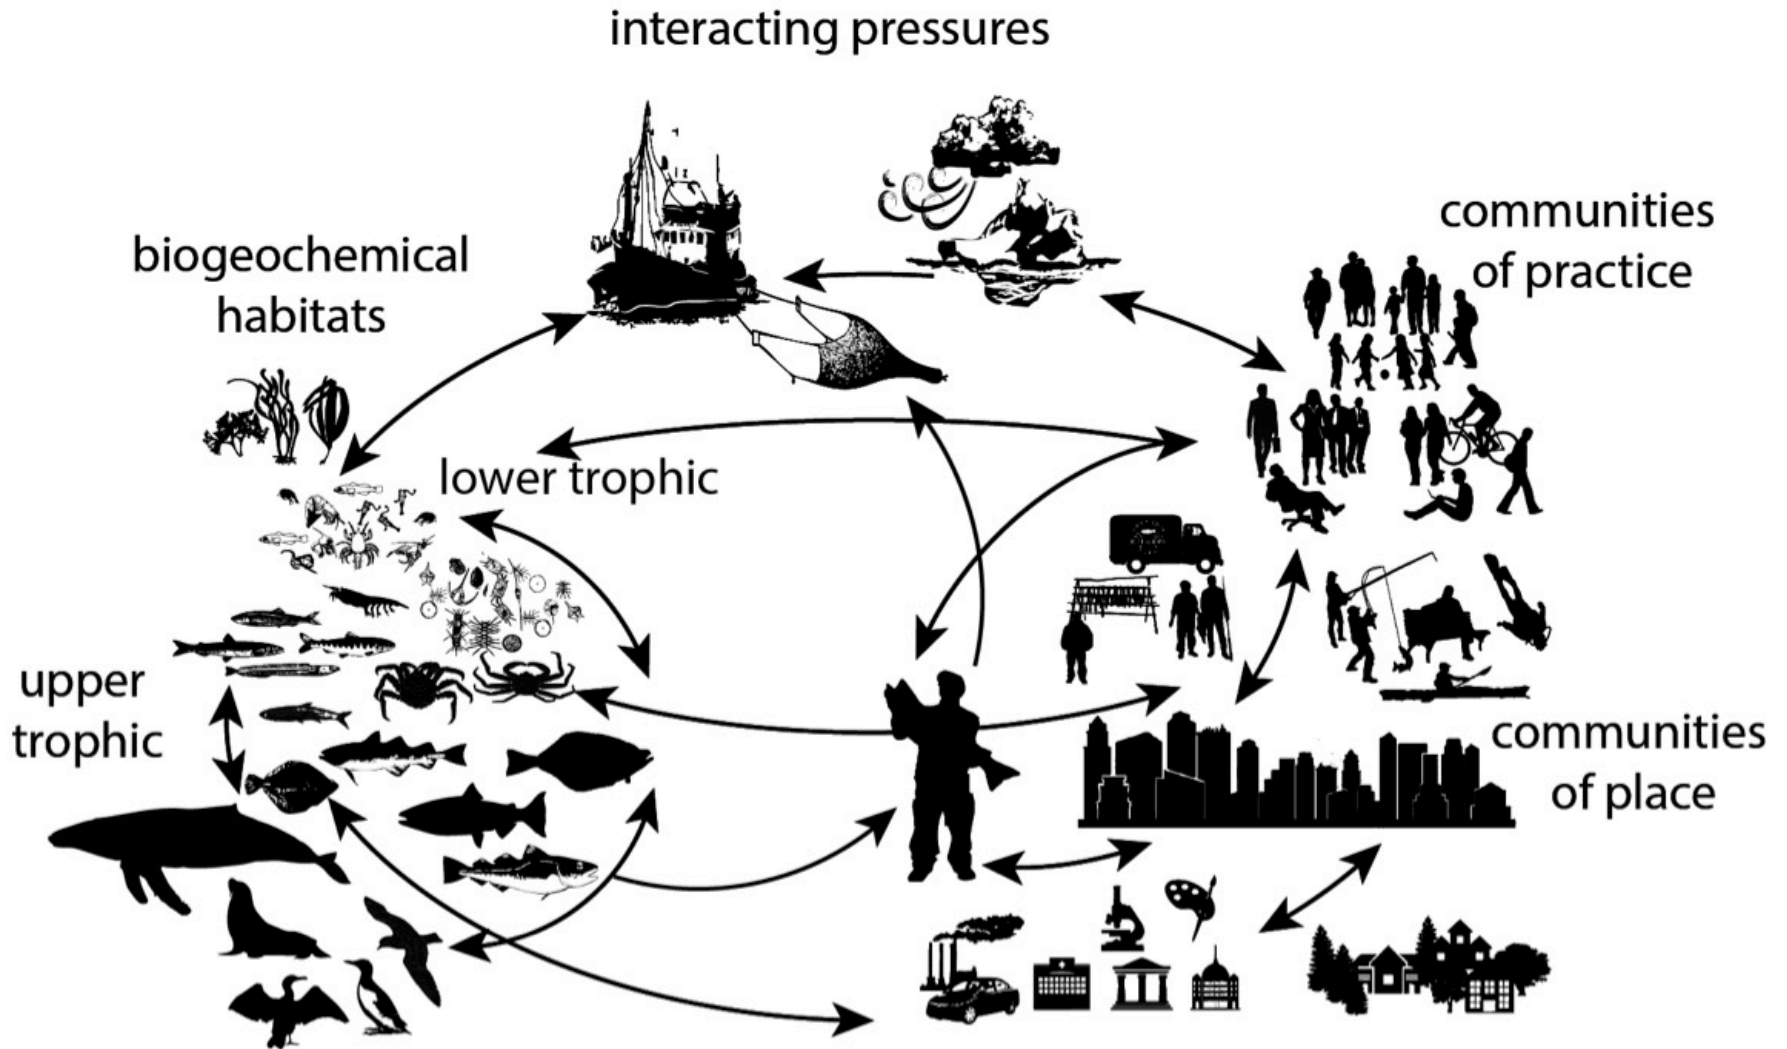 interacting pressures
communities
of practice
biogeochemical
habitats
lower trophic
upper
trophic
communities
of place